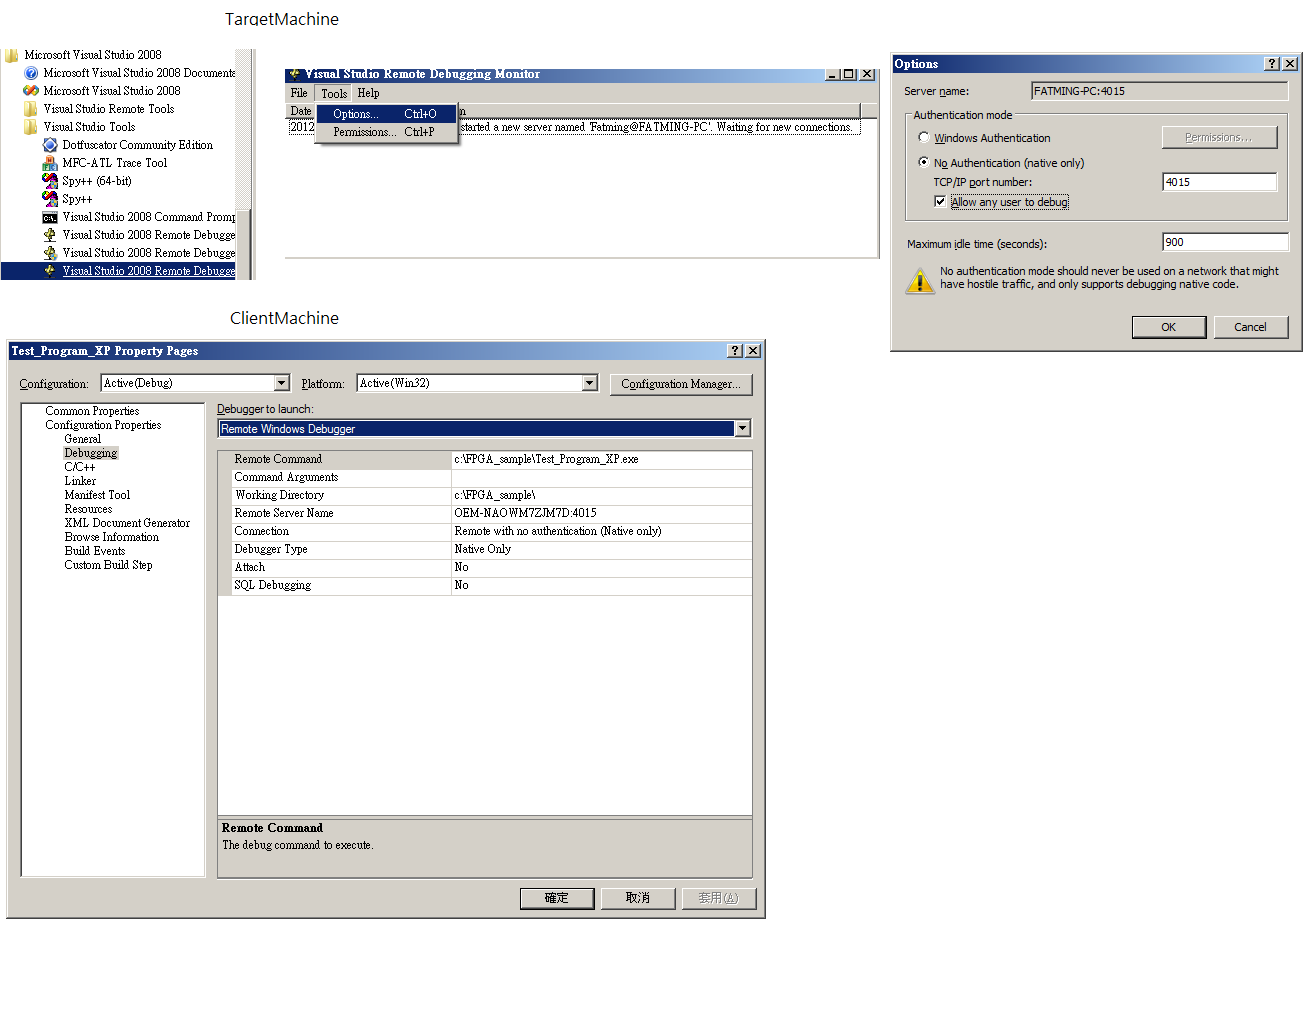 TargetMachine
Microsoft Visual Studio 2008
Microsoft Visual Studio 2008 Documenta
Microsoft Visual Studio 2008
Visual Studio Remote Tools
Visual Studio Tools
Dotfuscator Community Edition
MFC-ATL Trace Tool
Spy++ (64-bit)
Spy++
Visual Studio 2008 Command Promp
Visual Studio 2008 Remote Debugge
Visual Studio 2008 Remote Debugge
Visual Studio 2008 Remote Debugge
Visual Studio Remote Debugging Monitor
File Tools Help
Date
Options... Ctrl+O
Permissions... Ctrl+P
2012 started a new server named 'Fatming@FATMING-PC'. Waiting for new connections.
Options
Server name: FATMING-PC:4015
Authentication mode
Windows Authentication Permissions...
No Authentication (native only)
TCP/IP port number: 4015
Allow any user to debug
Maximum idle time (seconds): 900
No authentication mode should never be used on a network that might
have hostile traffic, and only supports debugging native code.
OK Cancel
ClientMachine
Test_Program_XP Property Pages
Configuration: Active(Debug) Platform: Active(Win32) Configuration Manager...
Common Properties
Configuration Properties
General
Debugging
C/C++
Linker
Manifest Tool
Resources
XML Document Generator
Browse Information
Build Events
Custom Build Step
Debugger to launch:
Remote Windows Debugger
Remote Command c:\FPGA_sample\Test_Program_XP.exe
Command Arguments
Working Directory c:\FPGA_sample\
Remote Server Name OEM-NAOWM7ZJM7D:4015
Connection Remote with no authentication (Native only)
Debugger Type Native Only
Attach No
SQL Debugging No
Remote Command
The debug command to execute.
確定 取消 套用(A)